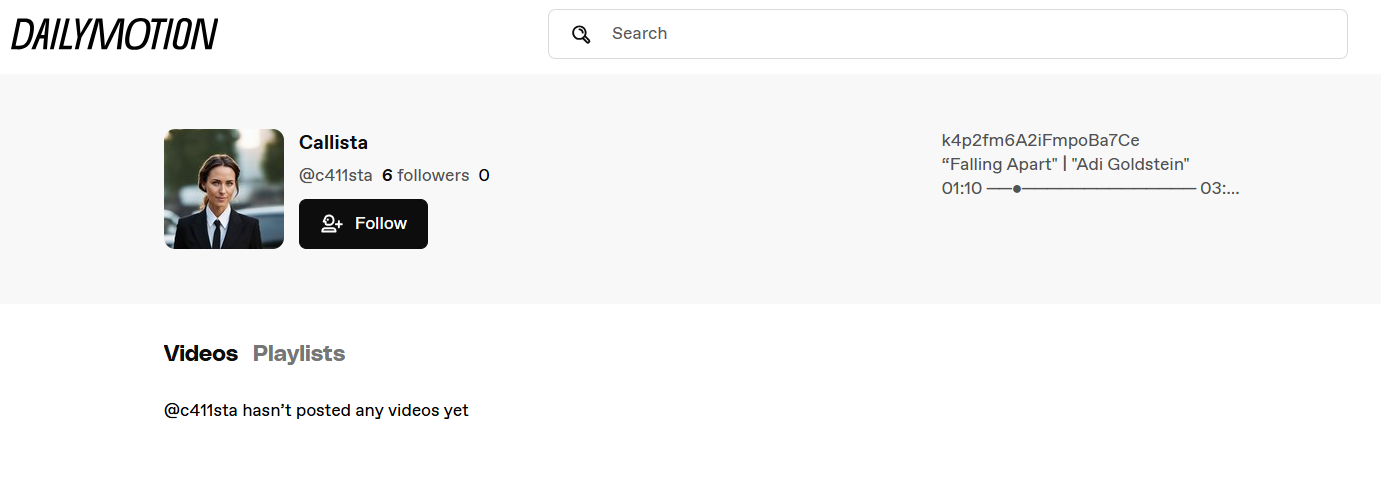 DAILYMOTION
Search
Callista
@c411sta 6 followers 0
Follow
k4p2fm6A2iFmpoBa7Ce
“Falling Apart" | "Adi Goldstein"
01:10 ──●────────────── 03:...
Videos Playlists
@c411sta hasn’t posted any videos yet